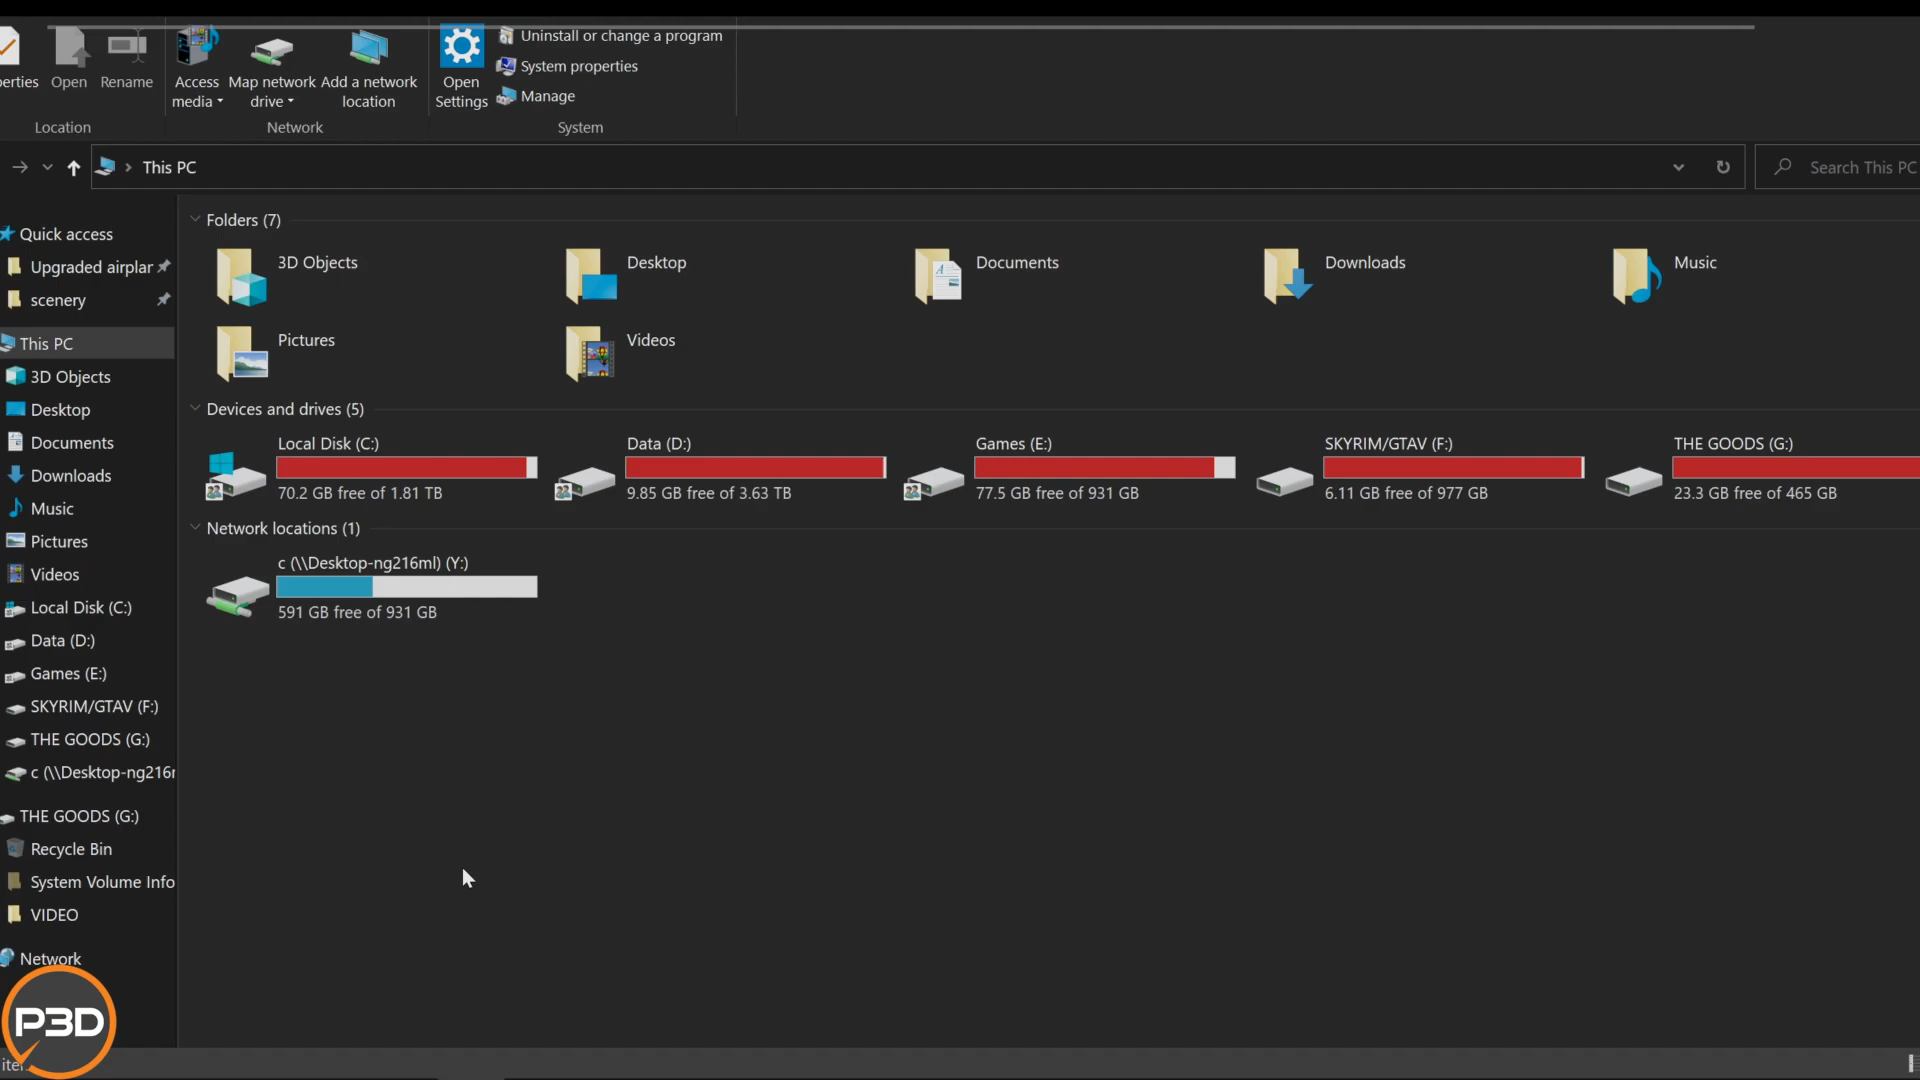 Uninstall or change a program
System properties
Manage
erties
Open
Rename
Access
media
Map network
drive
Add a network
location
Open
Settings
Location
Network
System
This PC
Search This PC
Quick access
Upgraded airplar
scenery
This PC
3D Objects
Desktop
Documents
Downloads
Music
Pictures
Videos
Local Disk (C:)
Data (D:)
Games (E:)
SKYRIM/GTAV (F:)
THE GOODS (G:)
c (\\Desktop-ng216r
THE GOODS (G:)
Recycle Bin
System Volume Info
VIDEO
Network
Folders (7)
3D Objects
Desktop
Documents
Downloads
Music
Pictures
Videos
Devices and drives (5)
Local Disk (C:)
70.2 GB free of 1.81 TB
Data (D:)
9.85 GB free of 3.63 TB
Games (E:)
77.5 GB free of 931 GB
SKYRIM/GTAV (F:)
6.11 GB free of 977 GB
THE GOODS (G:)
23.3 GB free of 465 GB
Network locations (1)
c (\\Desktop-ng216ml) (Y:)
591 GB free of 931 GB
P3D